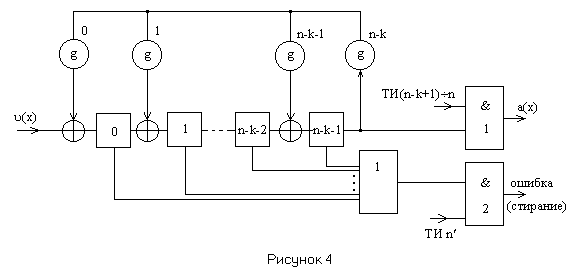 0 1 n-k-1 n-k
g g g g
ТИ(n-k+1)÷n
&
υ(x) a(x)
0 1 n-k-2 n-k-1 1
1
& ошибка
2 (стирание)
ТИ n′
Рисунок 4